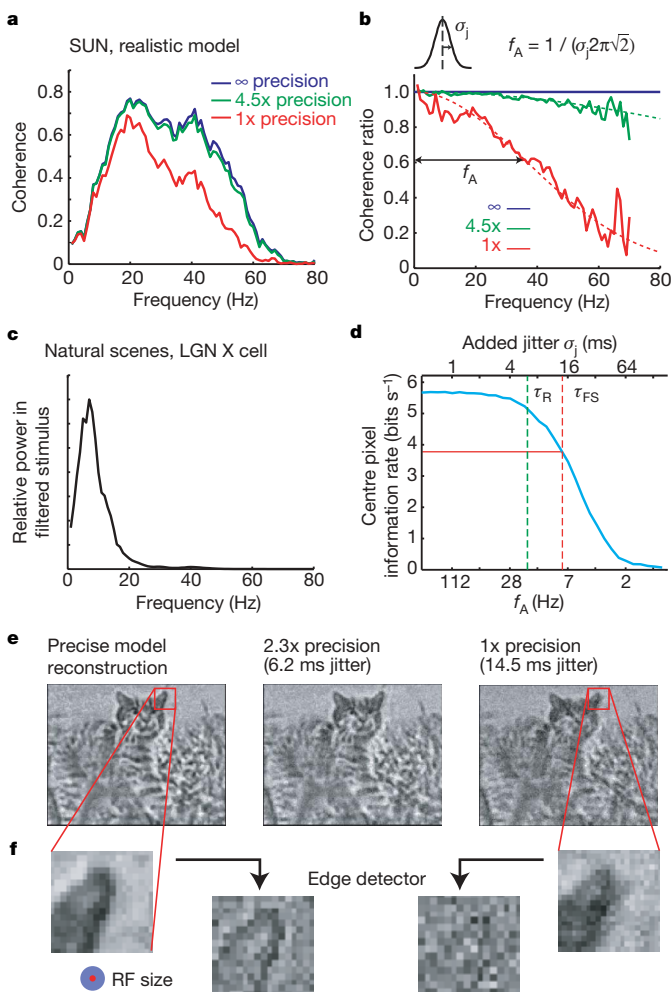 a
SUN, realistic model
∞ precision
4.5x precision
1x precision
Coherence
0.8
0.6
0.4
0.2
0
0 20 40 60 80
Frequency (Hz)
b
σj
fA = 1 / (σj2π√2)
Coherence ratio
1.0
0.8
0.6
0.4
0.2
0
fA
∞
4.5x
1x
0 20 40 60 80
Frequency (Hz)
c
Natural scenes, LGN X cell
Relative power in
filtered stimulus
0 20 40 60 80
Frequency (Hz)
d
Added jitter σj (ms)
1 4 16 64
τR
τFS
Centre pixel
information rate (bits s⁻¹)
6
5
4
3
2
1
0
112 28 7 2
fA (Hz)
e
Precise model
reconstruction
2.3x precision
(6.2 ms jitter)
1x precision
(14.5 ms jitter)
f
Edge detector
RF size